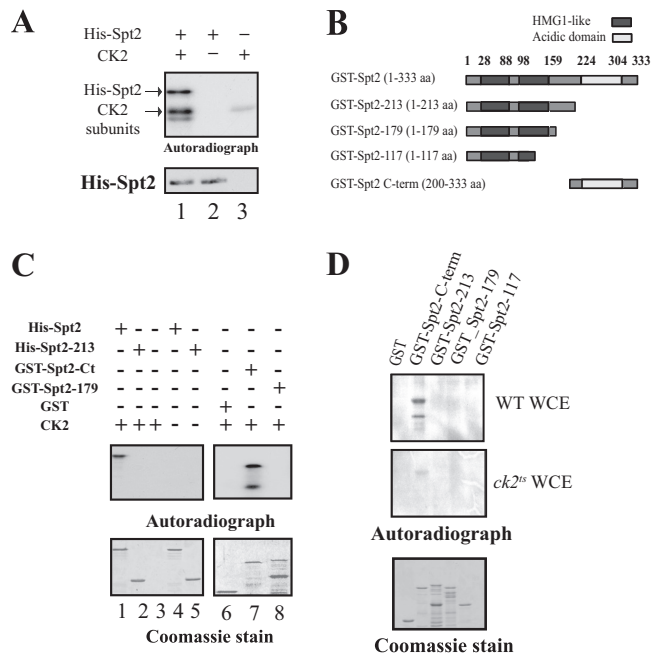 A
His-Spt2 + + –
CK2 + – +
His-Spt2
CK2
subunits
Autoradiograph
His-Spt2
1 2 3
B
HMG1-like
Acidic domain
1 28 88 98 159 224 304 333
GST-Spt2 (1-333 aa)
GST-Spt2-213 (1-213 aa)
GST-Spt2-179 (1-179 aa)
GST-Spt2-117 (1-117 aa)
GST-Spt2 C-term (200-333 aa)
C
His-Spt2 + - - + - - - -
His-Spt2-213 - + - - + - - -
GST-Spt2-Ct - - - - - - + -
GST-Spt2-179 - - - - - - - +
GST - - - - - + - -
CK2 + + + - - + + +
Autoradiograph
1 2 3 4 5 6 7 8
Coomassie stain
D
GST
GST-Spt2-C-term
GST-Spt2-213
GST_Spt2-179
GST-Spt2-117
WT WCE
ck2ts WCE
Autoradiograph
Coomassie stain